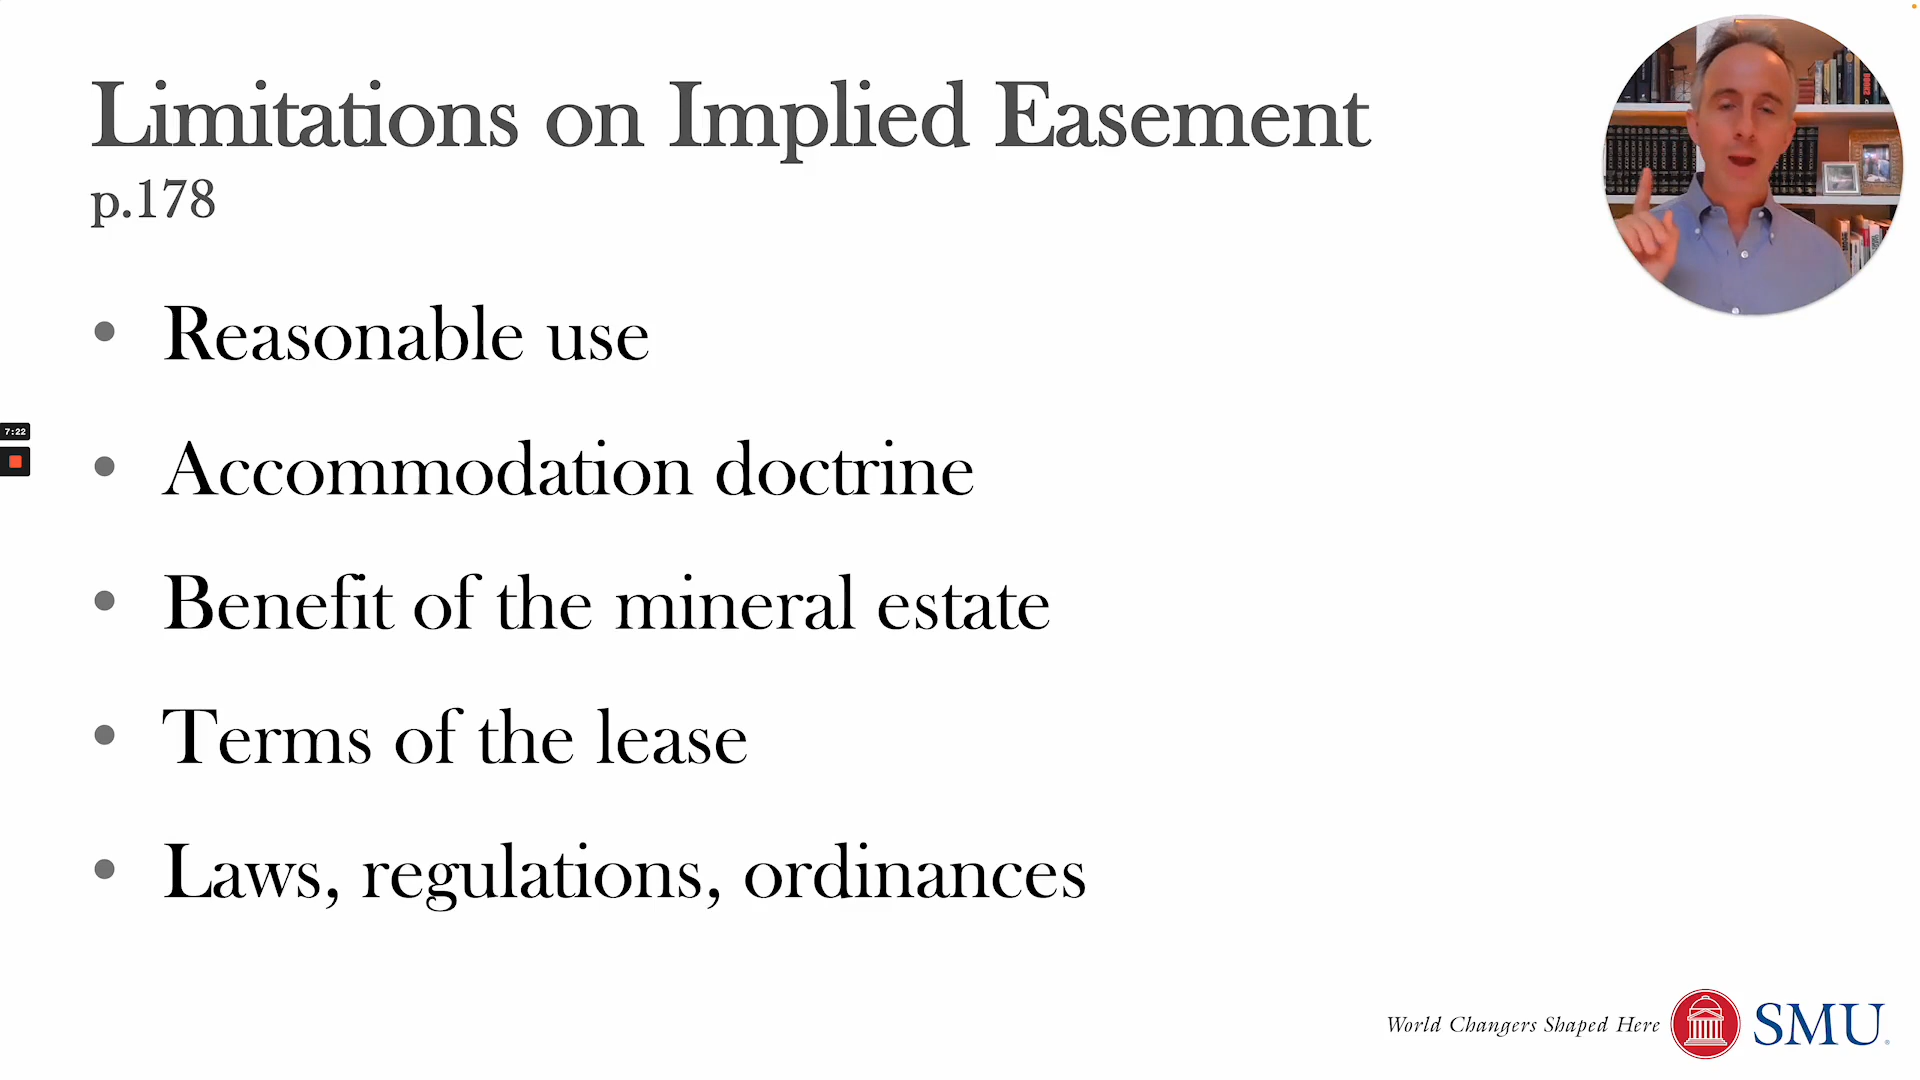 Limitations on Implied Easement
p.178
• Reasonable use
• Accommodation doctrine
7:22
• Benefit of the mineral estate
• Terms of the lease
• Laws, regulations, ordinances
World Changers Shaped Here SMU